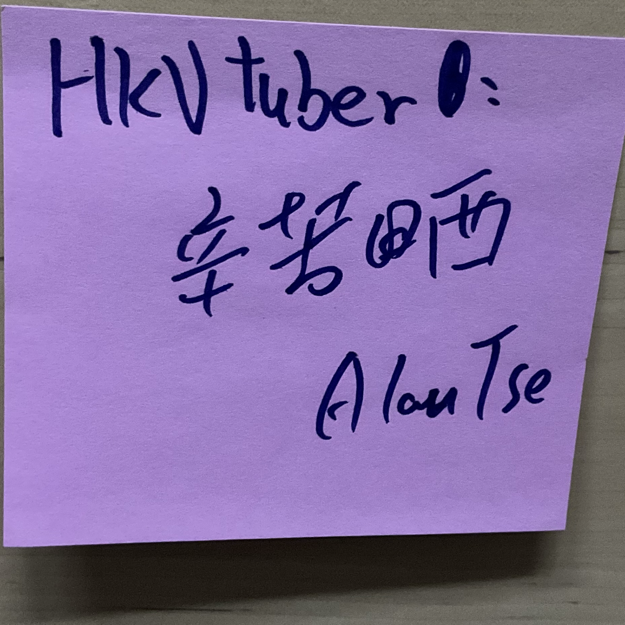 HKVtuber :
辛苦晒
Alan Tse